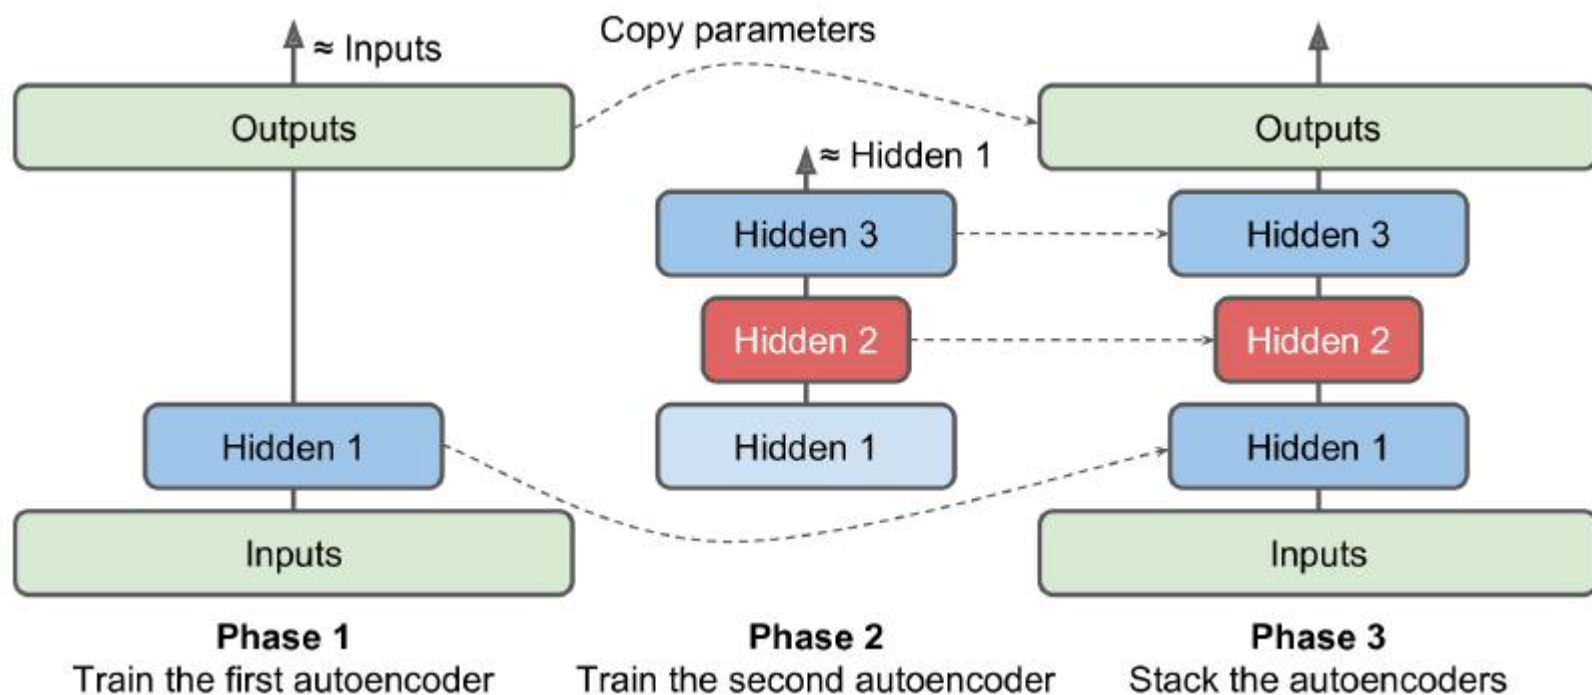 ≈ Inputs
Outputs
Hidden 1
Inputs
Phase 1
Train the first autoencoder
Copy parameters
≈ Hidden 1
Hidden 3
Hidden 2
Hidden 1
Phase 2
Train the second autoencoder
Outputs
Hidden 3
Hidden 2
Hidden 1
Inputs
Phase 3
Stack the autoencoders